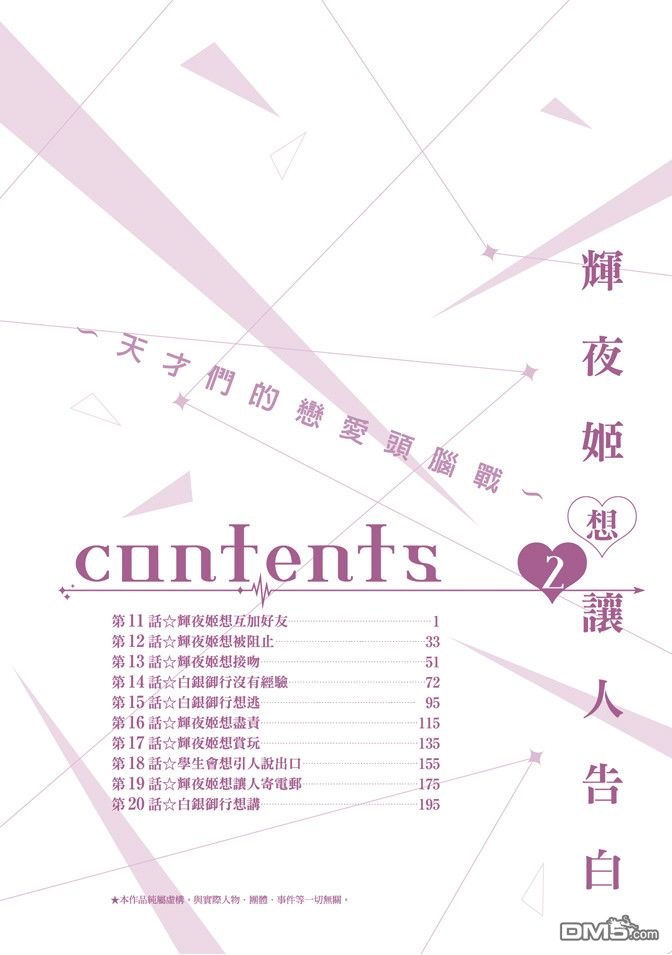 輝夜姬想讓人告白
～天才們的戀愛頭腦戰～
2
contents
第11話☆輝夜姬想互加好友 1
第12話☆輝夜姬想被阻止 33
第13話☆輝夜姬想接吻 51
第14話☆白銀御行沒有經驗 72
第15話☆白銀御行想逃 95
第16話☆輝夜姬想盡責 115
第17話☆輝夜姬想賞玩 135
第18話☆學生會想引人說出口 155
第19話☆輝夜姬想讓人寄電郵 175
第20話☆白銀御行想講 195
★本作品純屬虛構，與實際人物、團體、事件等一切無關。
DM5.com